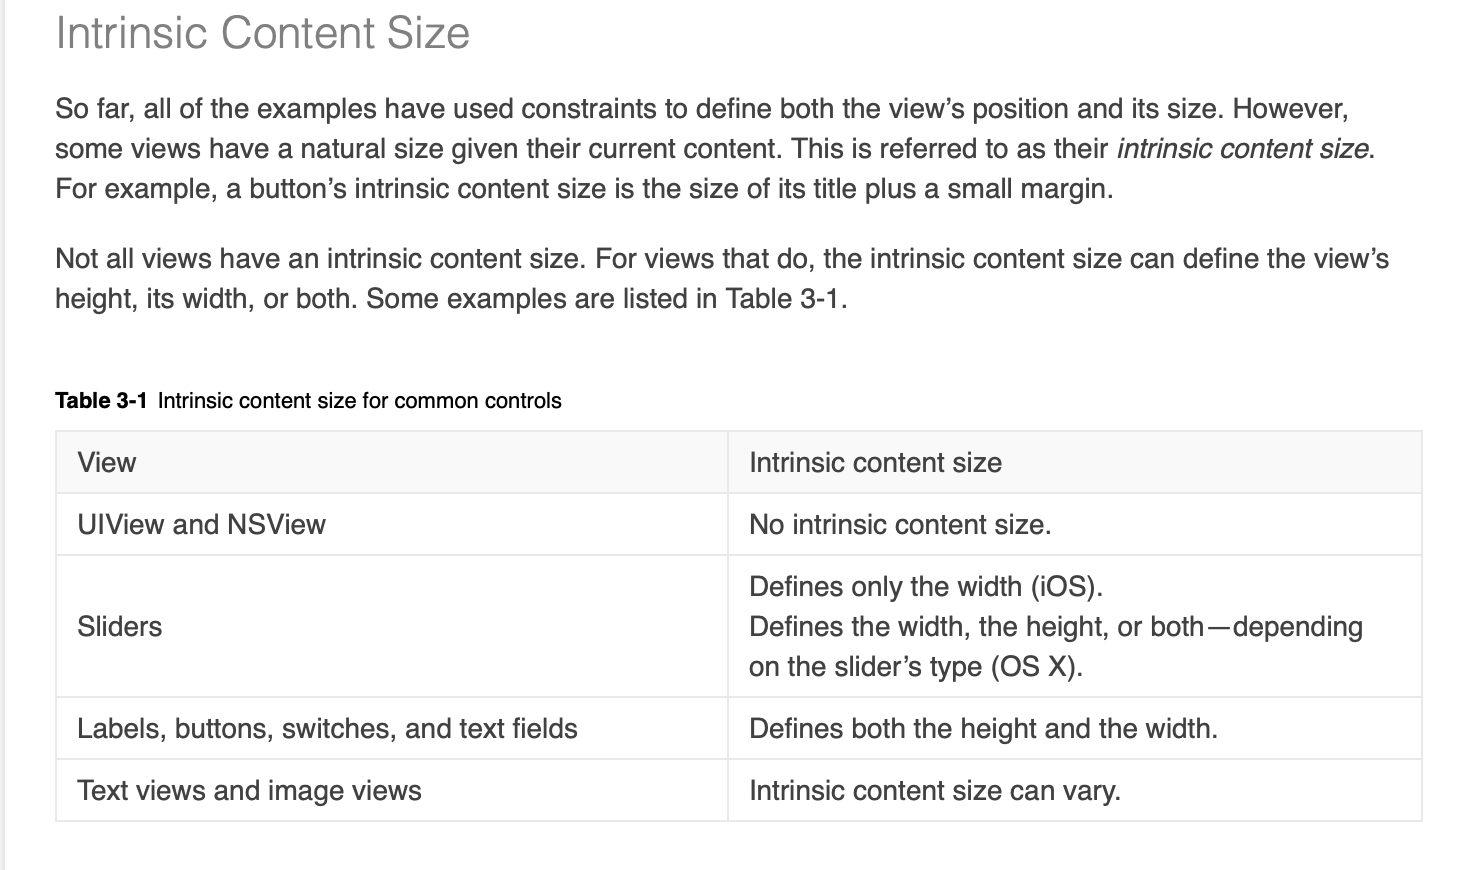 Intrinsic Content Size
So far, all of the examples have used constraints to define both the view’s position and its size. However,
some views have a natural size given their current content. This is referred to as their intrinsic content size.
For example, a button’s intrinsic content size is the size of its title plus a small margin.
Not all views have an intrinsic content size. For views that do, the intrinsic content size can define the view’s
height, its width, or both. Some examples are listed in Table 3-1.
Table 3-1 Intrinsic content size for common controls
View
Intrinsic content size
UIView and NSView
No intrinsic content size.
Sliders
Defines only the width (iOS).
Defines the width, the height, or both—depending
on the slider’s type (OS X).
Labels, buttons, switches, and text fields
Defines both the height and the width.
Text views and image views
Intrinsic content size can vary.